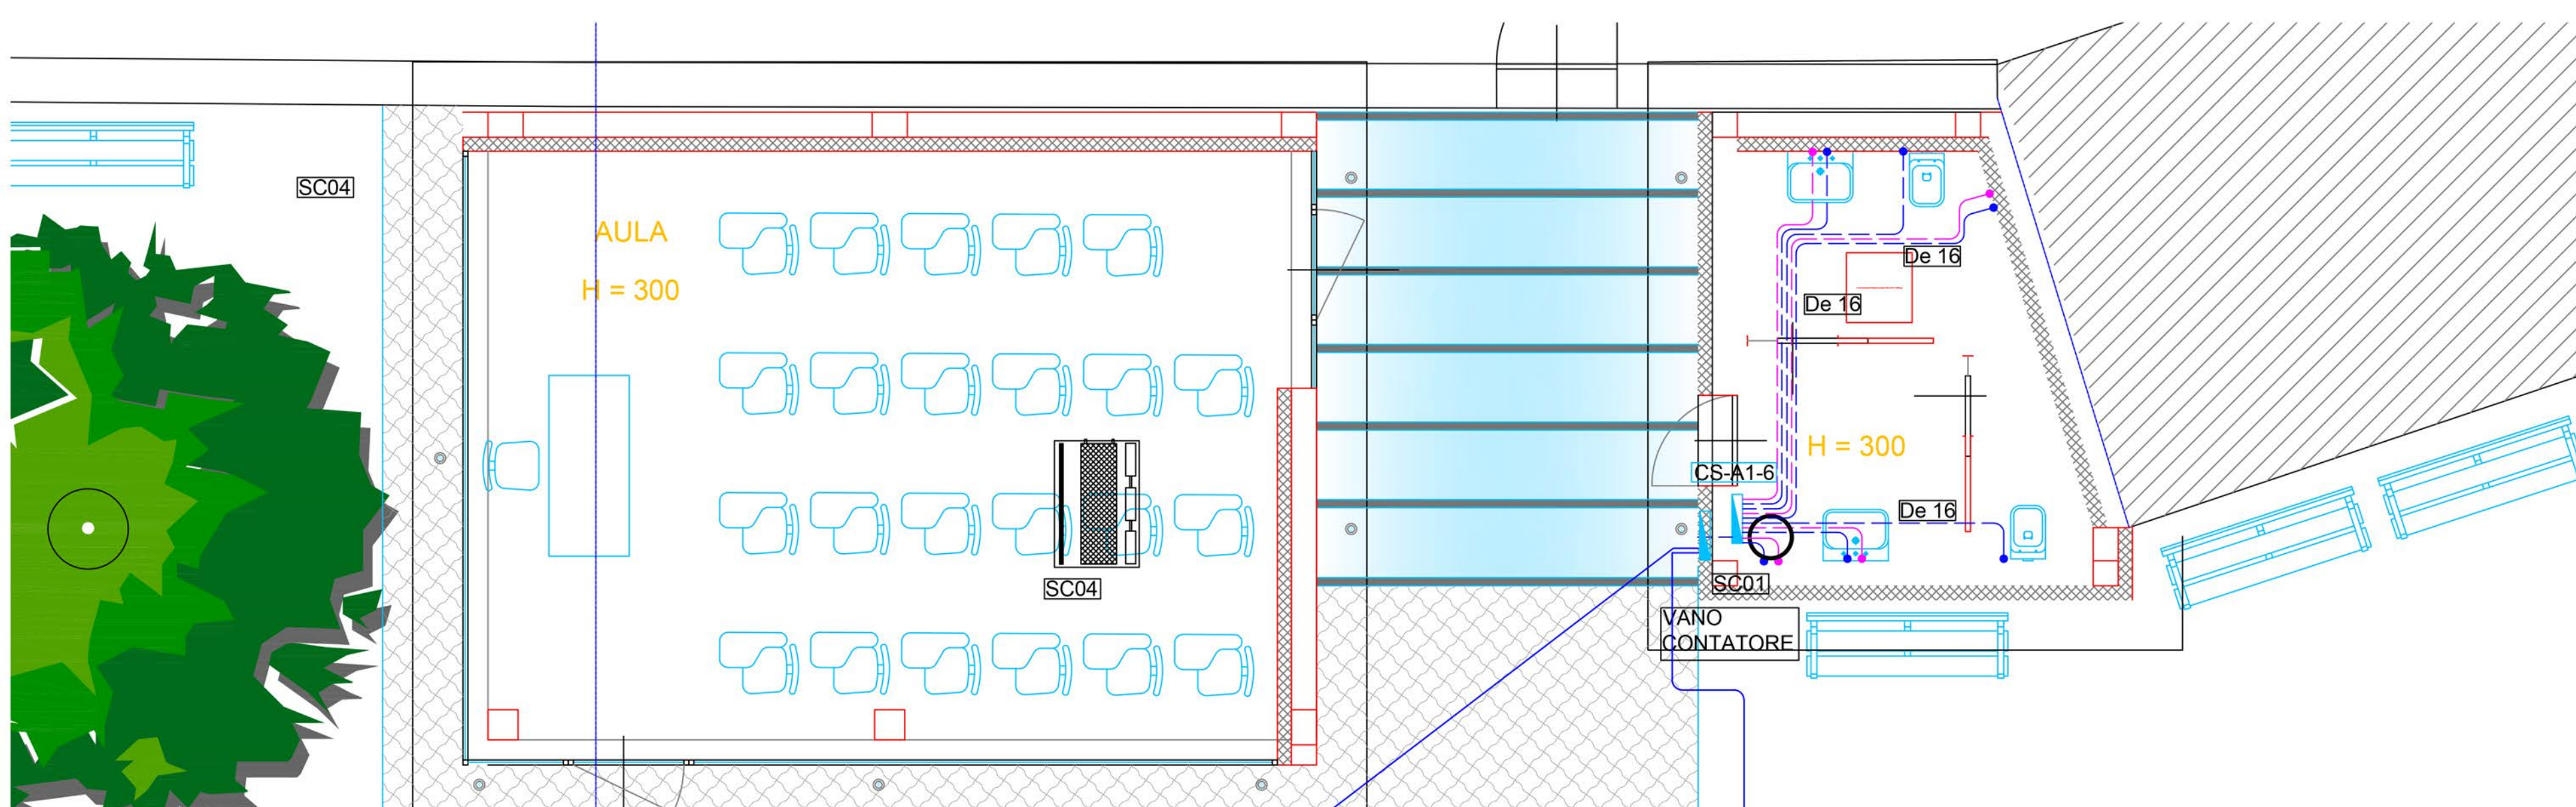 SC04
AULA
H = 300
De 16
De 16
H = 300
CS-A1-6
De 16
SC04
SC01
VANO
CONTATORE